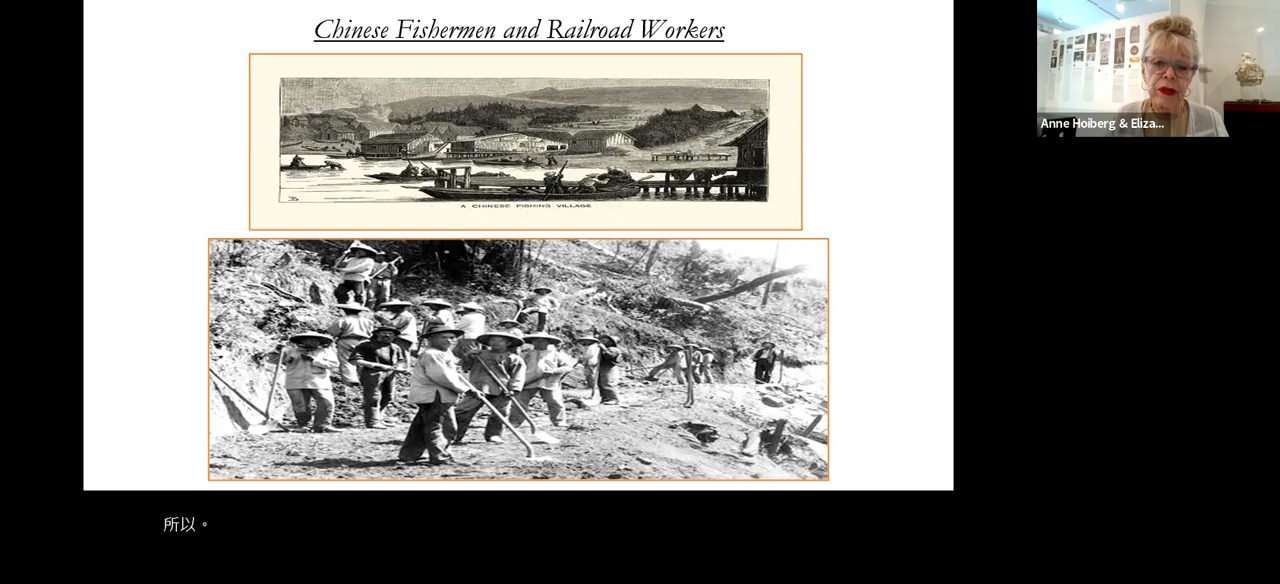 Chinese Fishermen and Railroad Workers
Anne Hoiberg & Eliza...
A CHINESE FISHING VILLAGE
所以。